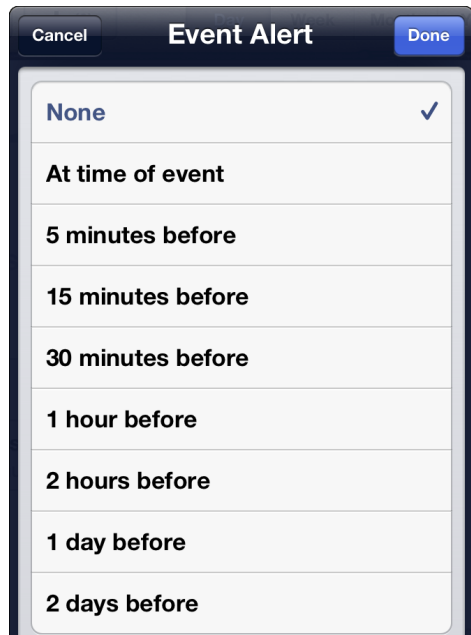 Cancel Event Alert Done
None
At time of event
5 minutes before
15 minutes before
30 minutes before
1 hour before
2 hours before
1 day before
2 days before